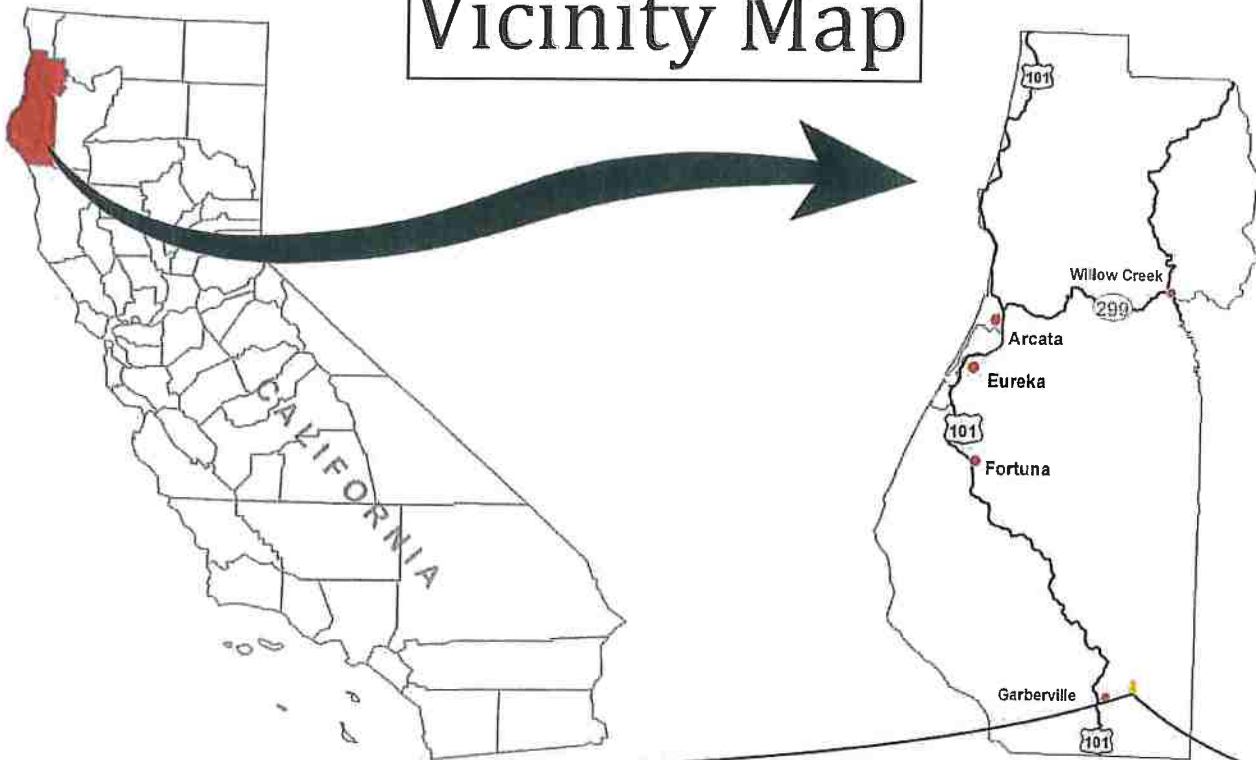 Vicinity Map
101
Willow Creek
299
Arcata
Eureka
101
Fortuna
CALIFORNIA
Garberville
101